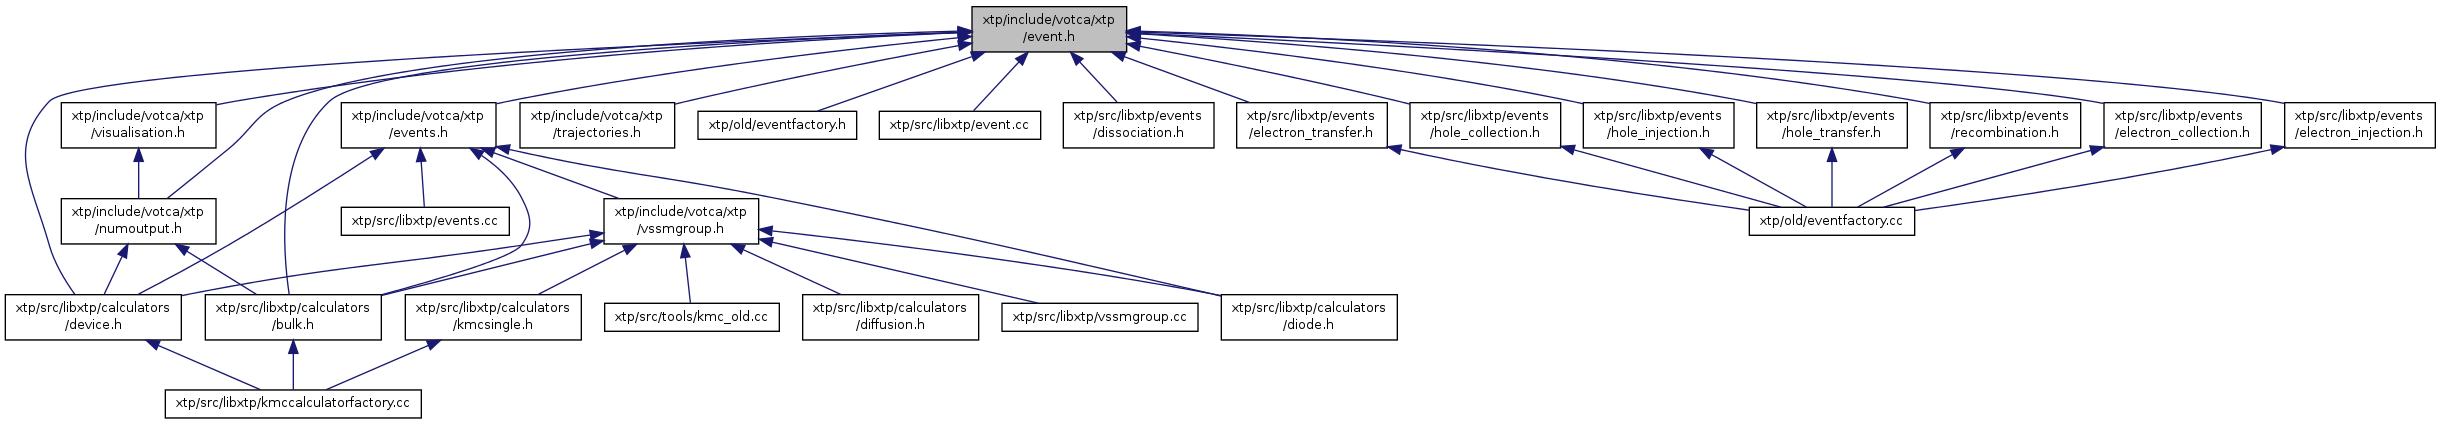 xtp/include/votca/xtp
/event.h
xtp/include/votca/xtp
/visualisation.h
xtp/include/votca/xtp
/events.h
xtp/include/votca/xtp
/trajectories.h
xtp/old/eventfactory.h
xtp/src/libxtp/event.cc
xtp/src/libxtp/events
/dissociation.h
xtp/src/libxtp/events
/electron_transfer.h
xtp/src/libxtp/events
/hole_collection.h
xtp/src/libxtp/events
/hole_injection.h
xtp/src/libxtp/events
/hole_transfer.h
xtp/src/libxtp/events
/recombination.h
xtp/src/libxtp/events
/electron_collection.h
xtp/src/libxtp/events
/electron_injection.h
xtp/include/votca/xtp
/numoutput.h
xtp/src/libxtp/events.cc
xtp/include/votca/xtp
/vssmgroup.h
xtp/old/eventfactory.cc
xtp/src/libxtp/calculators
/device.h
xtp/src/libxtp/calculators
/bulk.h
xtp/src/libxtp/calculators
/kmcsingle.h
xtp/src/tools/kmc_old.cc
xtp/src/libxtp/calculators
/diffusion.h
xtp/src/libxtp/vssmgroup.cc
xtp/src/libxtp/calculators
/diode.h
xtp/src/libxtp/kmccalculatorfactory.cc